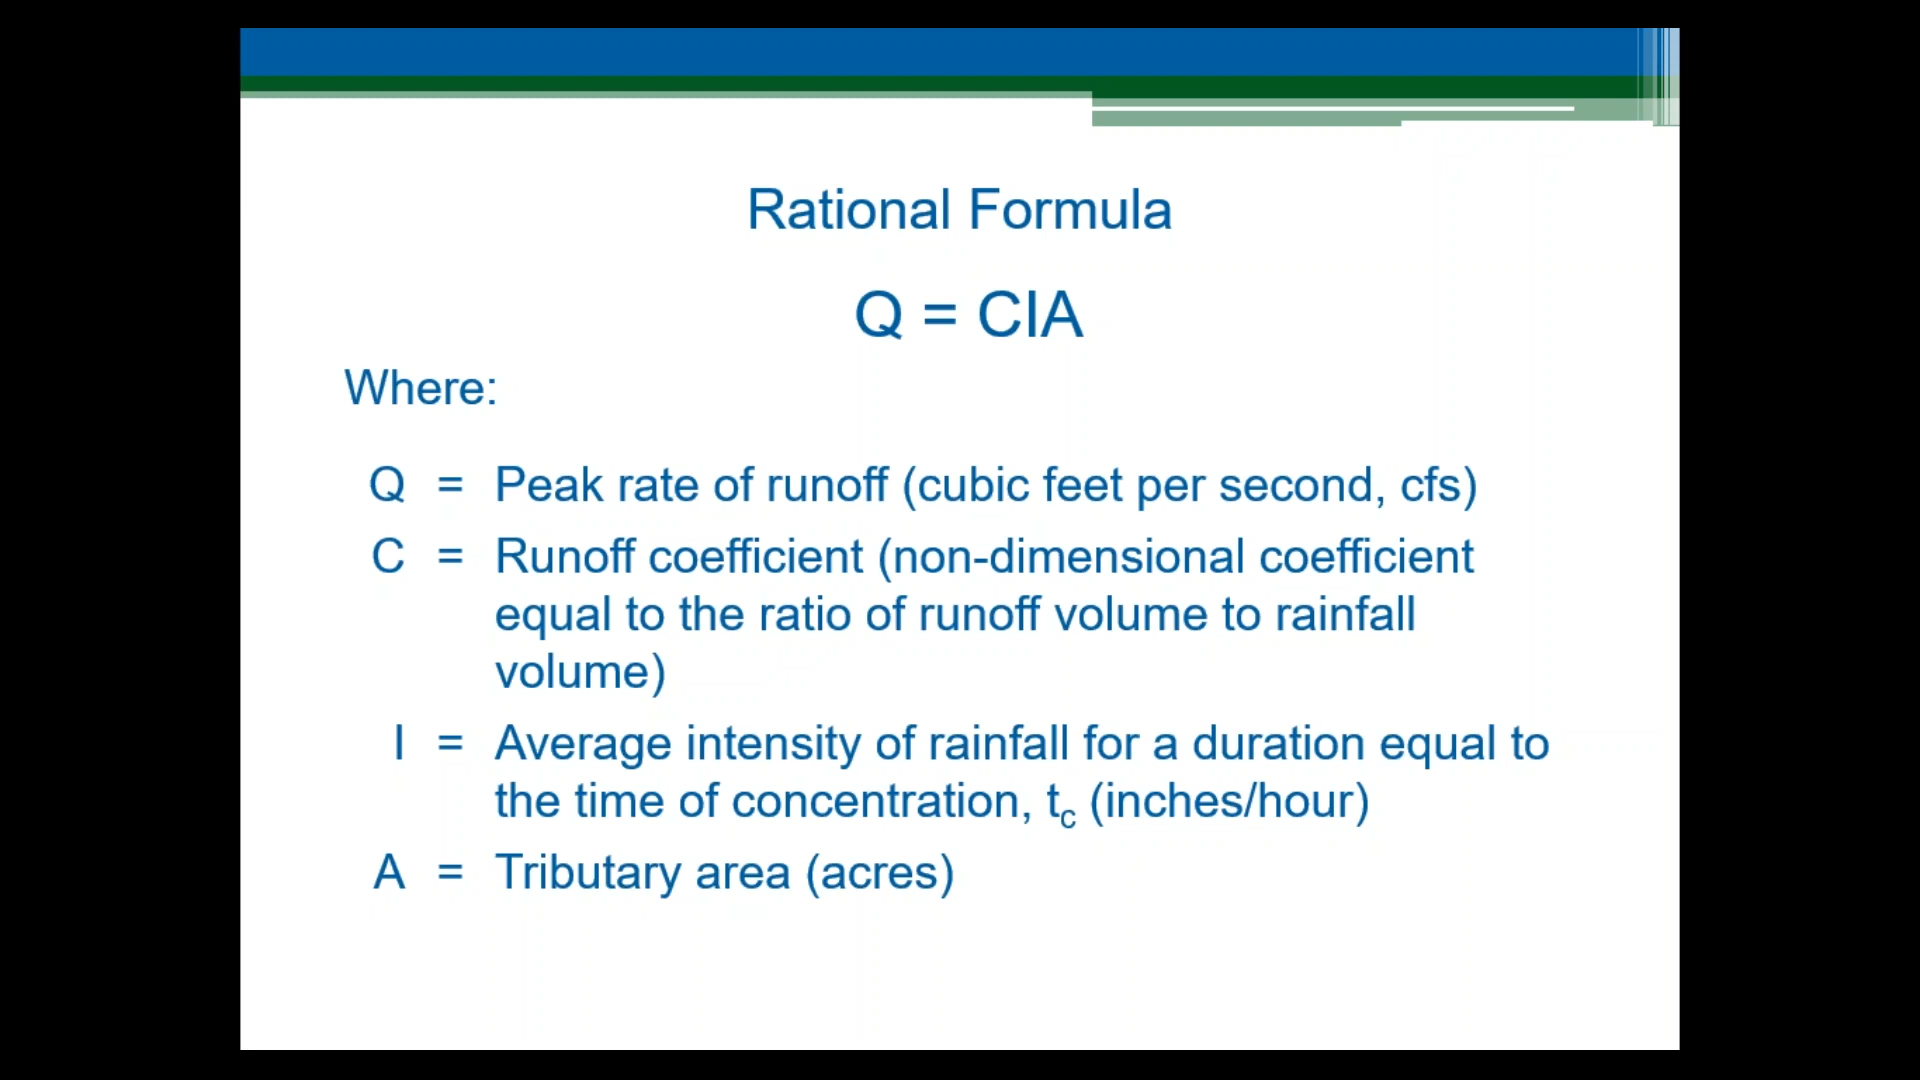 Rational Formula
Q = CIA
Where:
Q = Peak rate of runoff (cubic feet per second, cfs)
C = Runoff coefficient (non-dimensional coefficient
equal to the ratio of runoff volume to rainfall
volume)
I = Average intensity of rainfall for a duration equal to
the time of concentration, tc (inches/hour)
A = Tributary area (acres)